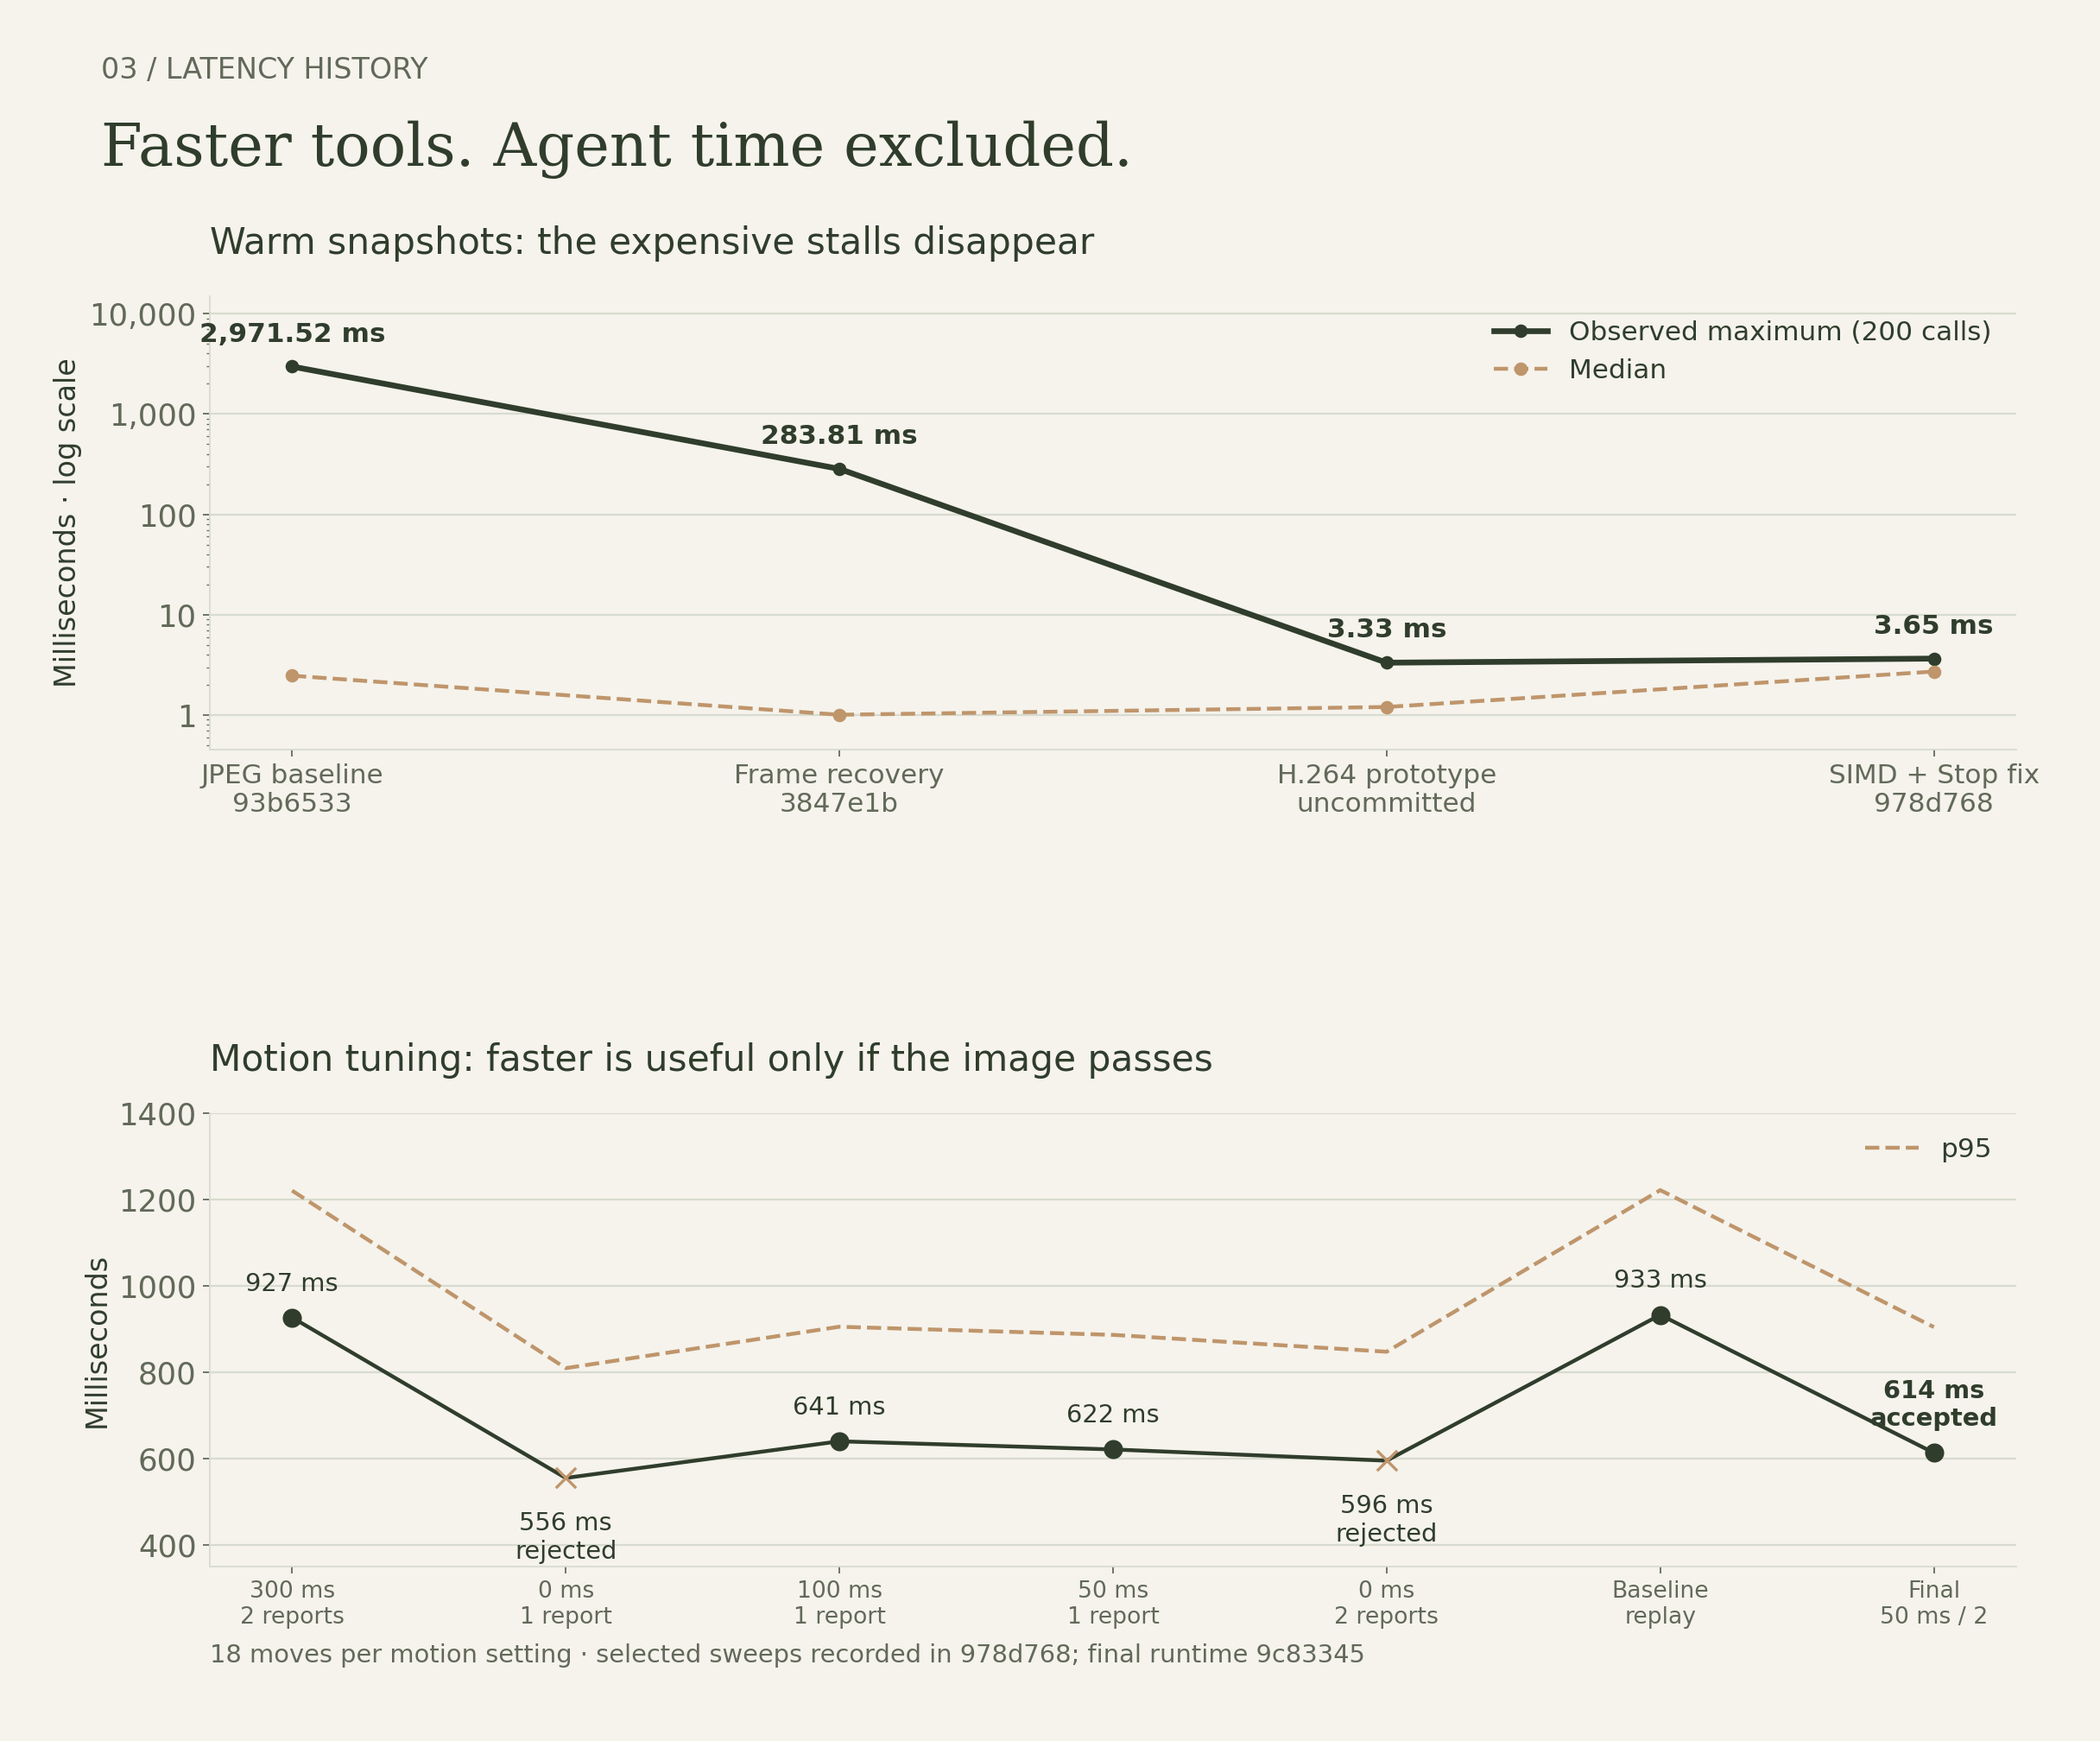 03 / LATENCY HISTORY
Faster tools. Agent time excluded.
Warm snapshots: the expensive stalls disappear
Milliseconds · log scale
10,000
1,000
100
10
1
2,971.52 ms
283.81 ms
3.33 ms
3.65 ms
Observed maximum (200 calls)
Median
JPEG baseline
93b6533
Frame recovery
3847e1b
H.264 prototype
uncommitted
SIMD + Stop fix
978d768
Motion tuning: faster is useful only if the image passes
Milliseconds
1400
1200
1000
800
600
400
p95
927 ms
556 ms
rejected
641 ms
622 ms
596 ms
rejected
933 ms
614 ms
accepted
300 ms
2 reports
0 ms
1 report
100 ms
1 report
50 ms
1 report
0 ms
2 reports
Baseline
replay
Final
50 ms / 2
18 moves per motion setting · selected sweeps recorded in 978d768; final runtime 9c83345